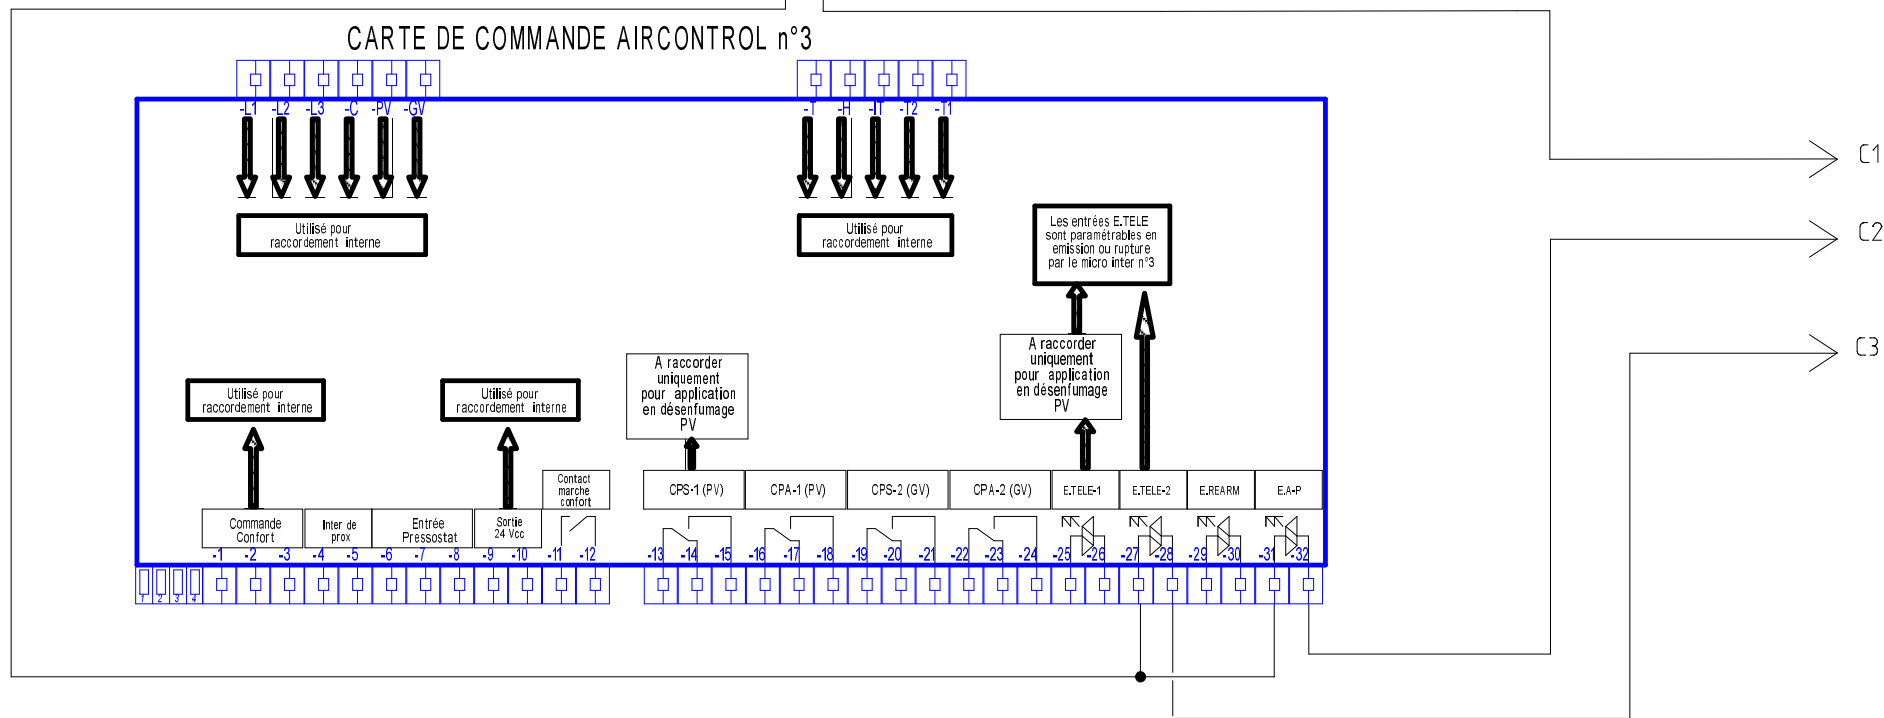 CARTE DE COMMANDE AIRCONTROL n°3
-L1 -L2 -L3 -C -PV -GV
-T -H -IT -T2 -T1
C1
C2
C3
Utilisé pour
raccordement interne
Utilisé pour
raccordement interne
Les entrées E.TELE
sont paramétrables en
emission ou rupture
par le micro inter n°3
A raccorder
uniquement
pour application
en désenfumage
PV
A raccorder
uniquement
pour application
en désenfumage
PV
Utilisé pour
raccordement interne
Utilisé pour
raccordement interne
Contact
marche
confort
CPS-1 (PV)
CPA-1 (PV)
CPS-2 (GV)
CPA-2 (GV)
E.TELE-1
E.TELE-2
E.REARM
E.A-P
Commande
Confort
Inter de
prox
Entrée
Pressostat
Sortie
24 Vcc
-1 -2 -3 -4 -5 -6 -7 -8 -9 -10 -11 -12 -13 -14 -15 -16 -17 -18 -19 -20 -21 -22 -23 -24 -25 -26 -27 -28 -29 -30 -31 -32
1 2 3 4